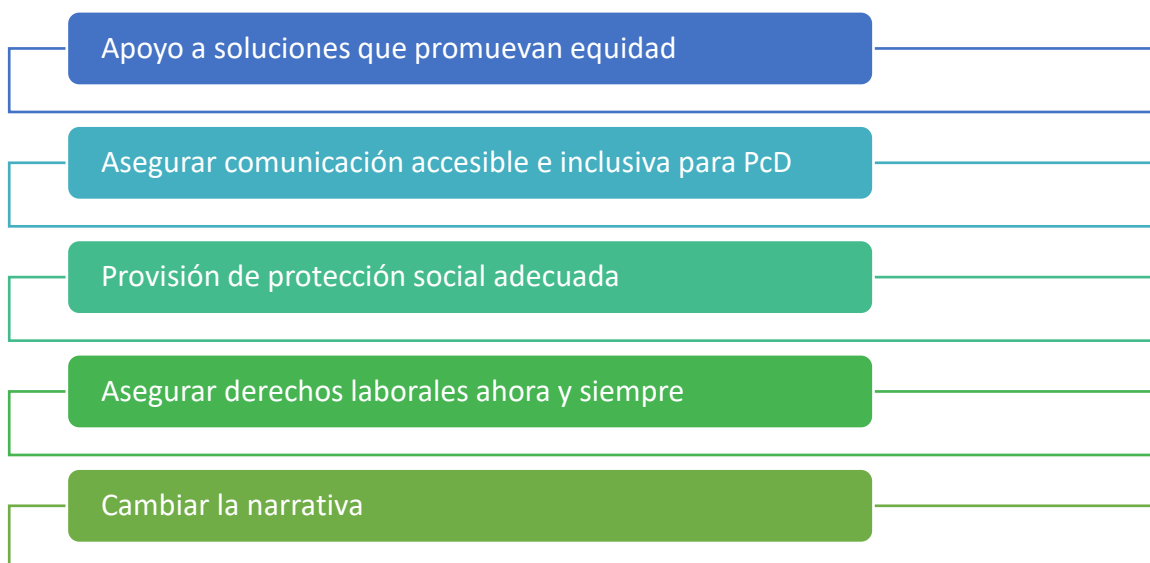 Apoyo a soluciones que promuevan equidad
Asegurar comunicación accesible e inclusiva para PcD
Provisión de protección social adecuada
Asegurar derechos laborales ahora y siempre
Cambiar la narrativa